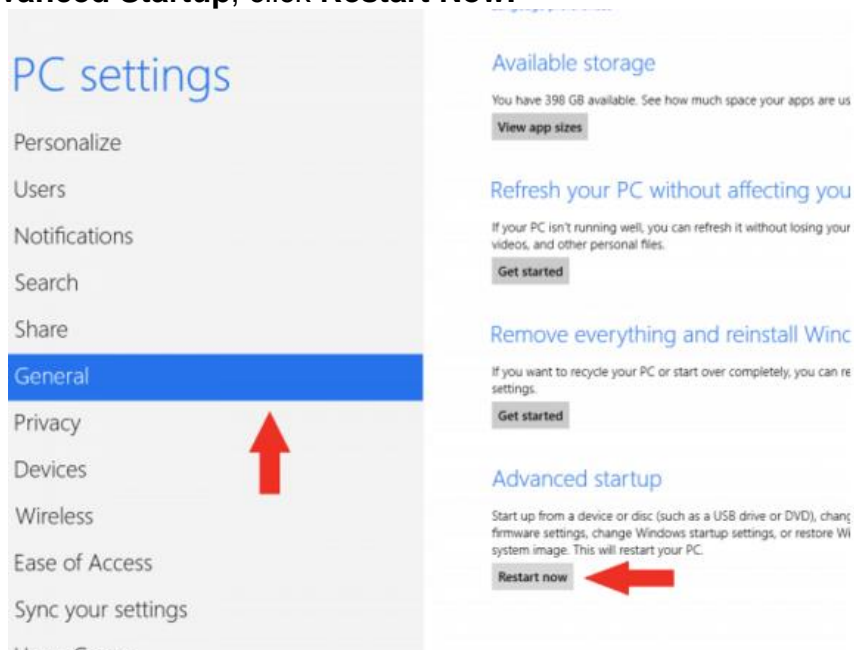 Startup, click Restart Now.
PC settings
Personalize
Users
Notifications
Search
Share
General
Privacy
Devices
Wireless
Ease of Access
Sync your settings
Available storage
You have 398 GB available. See how much space your apps are us
View app sizes
Refresh your PC without affecting you
If your PC isn't running well, you can refresh it without losing your
videos, and other personal files.
Get started
Remove everything and reinstall Winc
If you want to recycle your PC or start over completely, you can re
settings.
Get started
Advanced startup
Start up from a device or disc (such as a USB drive or DVD), chang
firmware settings, change Windows startup settings, or restore Wi
system image. This will restart your PC.
Restart now